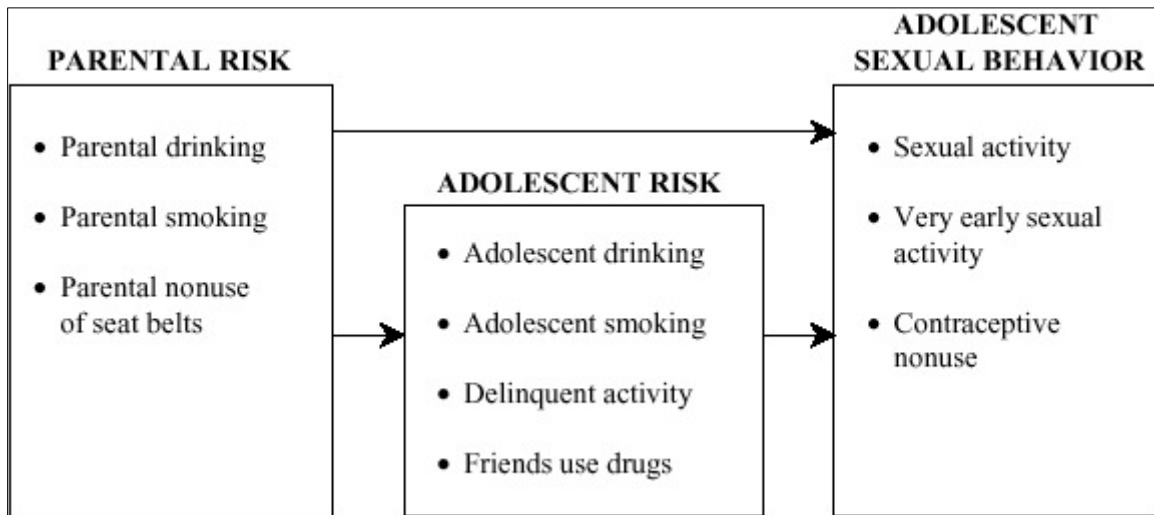 PARENTAL RISK
• Parental drinking
• Parental smoking
• Parental nonuse
of seat belts
ADOLESCENT RISK
• Adolescent drinking
• Adolescent smoking
• Delinquent activity
• Friends use drugs
ADOLESCENT
SEXUAL BEHAVIOR
• Sexual activity
• Very early sexual
activity
• Contraceptive
nonuse